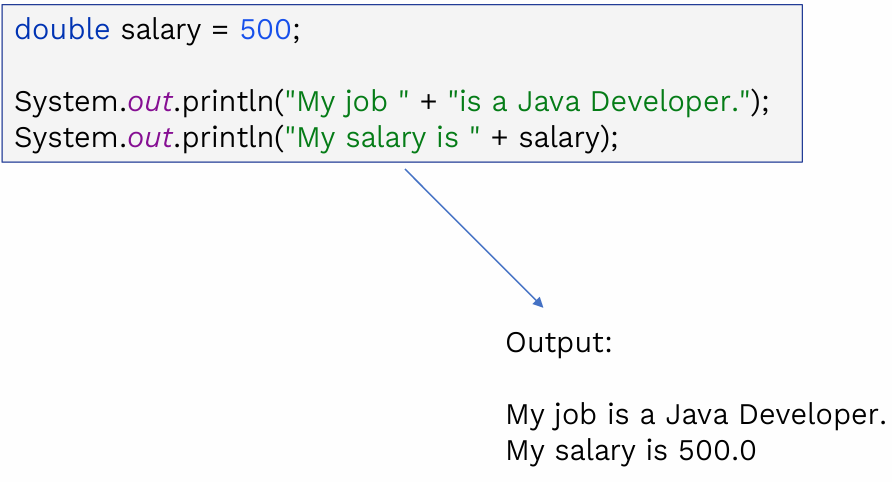 double salary = 500;
System.out.println("My job " + "is a Java Developer.");
System.out.println("My salary is " + salary);
Output:
My job is a Java Developer.
My salary is 500.0